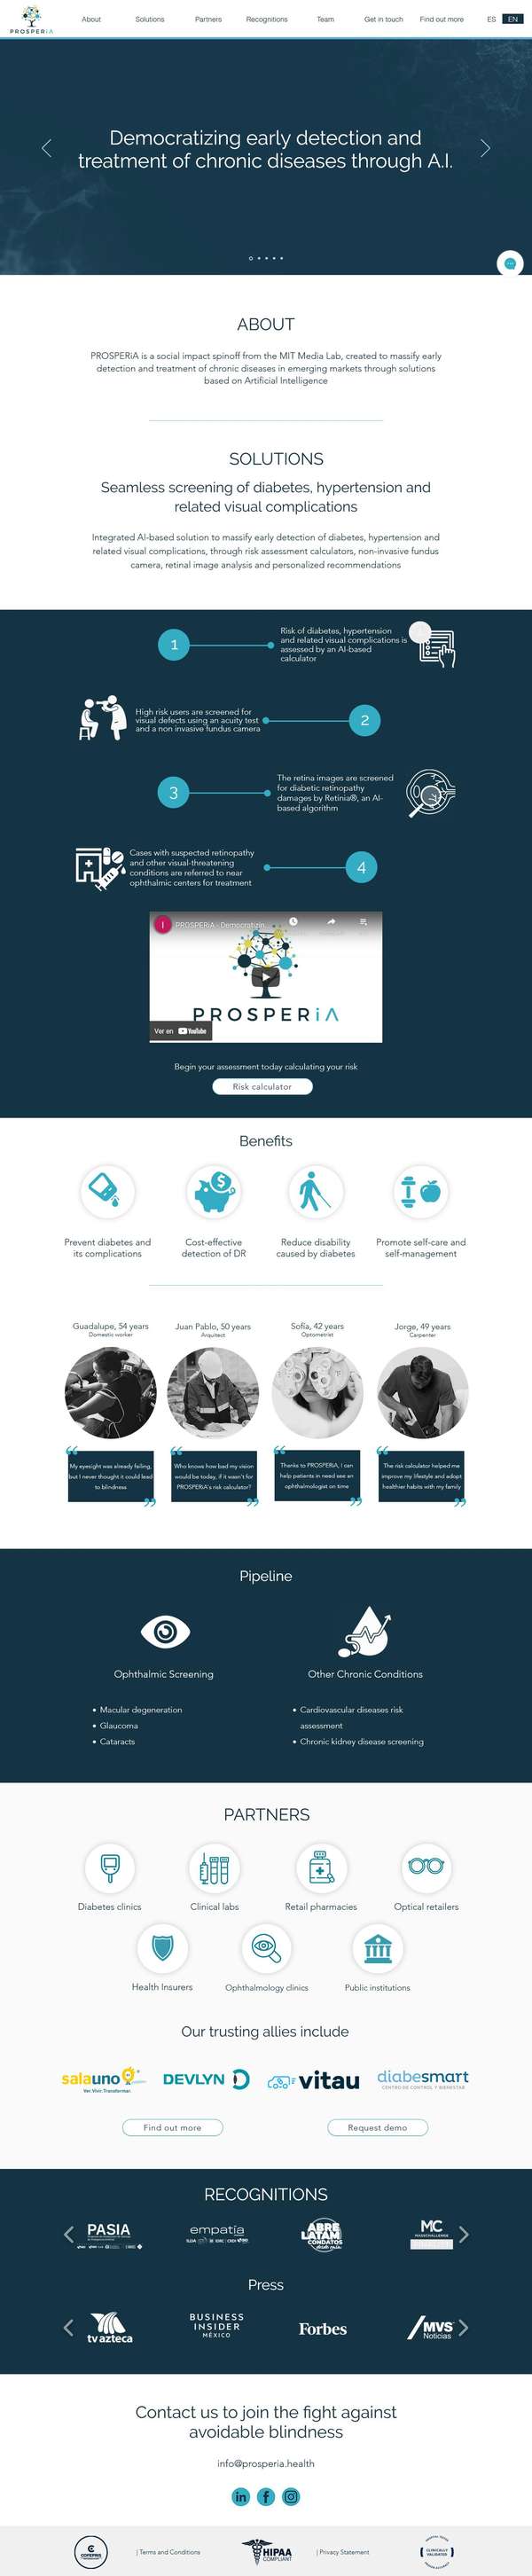 PROSPERiA
About
Solutions
Partners
Recognitions
Team
Get in touch
Find out more
ES
EN
Democratizing early detection and
treatment of chronic diseases through A.I.
ABOUT
PROSPERiA is a social impact spinoff from the MIT Media Lab, created to massify early
detection and treatment of chronic diseases in emerging markets through solutions
based on Artificial Intelligence
SOLUTIONS
Seamless screening of diabetes, hypertension and
related visual complications
Integrated AI-based solution to massify early detection of diabetes, hypertension and
related visual complications, through risk assessment calculators, non-invasive fundus
camera, retinal image analysis and personalized recommendations
1
Risk of diabetes, hypertension
and related visual complications is
assessed by an AI-based
calculator
High risk users are screened for
visual defects using an acuity test
and a non invasive fundus camera
2
3
The retina images are screened
for diabetic retinopathy
damages by Retinia®, an AI-
based algorithm
Cases with suspected retinopathy
and other visual-threatening
conditions are referred to near
ophthalmic centers for treatment
4
I
PROSPERiA - Democratizin
PROSPERiA
Ver en YouTube
Begin your assessment today calculating your risk
Risk calculator
Benefits
Prevent diabetes and
its complications
Cost-effective
detection of DR
Reduce disability
caused by diabetes
Promote self-care and
self-management
Guadalupe, 54 years
Domestic worker
Juan Pablo, 50 years
Arquitect
Sofía, 42 years
Optometrist
Jorge, 49 years
Carpenter
My eyesight was already failing,
but I never thought it could lead
to blindness
Who knows how bad my vision
would be today, if it wasn't for
PROSPERiA's risk calculator?
Thanks to PROSPERiA, I can
help patients in need see an
ophthalmologist on time
The risk calculator helped me
improve my lifestyle and adopt
healthier habits with my family
Pipeline
Ophthalmic Screening
• Macular degeneration
• Glaucoma
• Cataracts
Other Chronic Conditions
• Cardiovascular diseases risk
assessment
• Chronic kidney disease screening
PARTNERS
Diabetes clinics
Clinical labs
Retail pharmacies
Optical retailers
Health Insurers
Ophthalmology clinics
Public institutions
Our trusting allies include
salauno
Ver. Vivir. Transformar.
DEVLYN
vitau
diabesmart
CENTRO DE CONTROL Y BIENESTAR
Find out more
Request demo
RECOGNITIONS
PASIA
empatía
ABRE
LATAM
CONDATOS
desde casa
MC
MASSCHALLENGE
Press
tv azteca
BUSINESS
INSIDER
MÉXICO
Forbes
MVS
Noticias
Contact us to join the fight against
avoidable blindness
info@prosperia.health
COFEPRIS
| Terms and Conditions
HIPAA
COMPLIANT
| Privacy Statement
CLINICALLY
VALIDATED